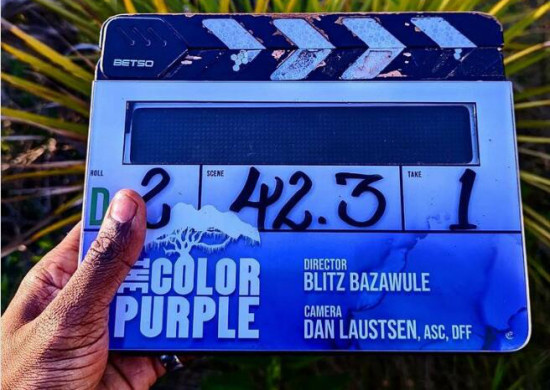 BETSO
ROLL SCENE TAKE
D 2 42.3 1
THE COLOR
PURPLE
DIRECTOR
BLITZ BAZAWULE
CAMERA
DAN LAUSTSEN, ASC, DFF